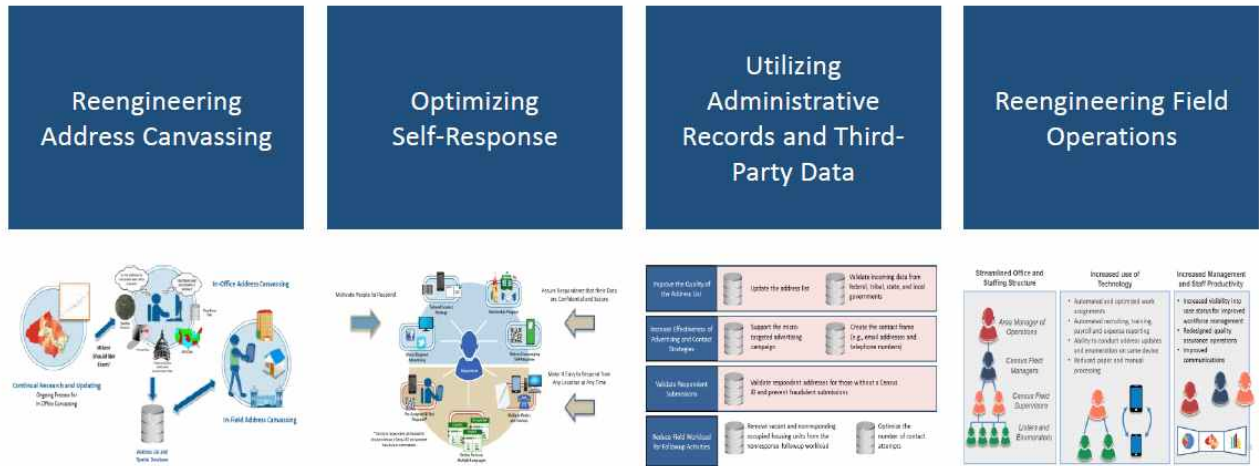 Reengineering
Address Canvassing
Optimizing
Self-Response
Utilizing
Administrative
Records and Third-
Party Data
Reengineering Field
Operations
In-Office Address Canvassing
Continual Research and Updating
Ongoing Process for
In-Office Canvassing
In-Field Address Canvassing
Address List and
Spatial Databases
Motivate People to Respond
Assure Respondents that their Data
are Confidential and Secure
Make it Easy to Respond from
Any Location at Any Time
Improve the Quality of
the Address List
Update the address list
Validate incoming data from
federal, tribal, state, and local
governments
Increase Effectiveness of
Advertising and Contact
Strategies
Support the micro-
targeted advertising
campaign
Create the contact frame
(e.g., email addresses and
telephone numbers)
Validate Respondent
Submissions
Validate respondent addresses for those without a Census
ID and prevent fraudulent submissions
Reduce Field Workload
for Followup Activities
Remove vacant and nonresponding
occupied housing units from the
nonresponse followup workload
Optimize the
number of contact
attempts
Streamlined Office and
Staffing Structure
Area Manager of
Operations
Census Field
Managers
Census Field
Supervisors
Listers and
Enumerators
Increased use of
Technology
• Automated and optimized work
assignments
• Automated recruiting, training,
payroll and expense reporting
• Ability to conduct address updates
and enumeration on same device
• Reduced paper and manual
processing
Increased Management
and Staff Productivity
• Increased visibility into
case status for improved
workforce management
• Redesigned quality
assurance operations
• Improved
communications